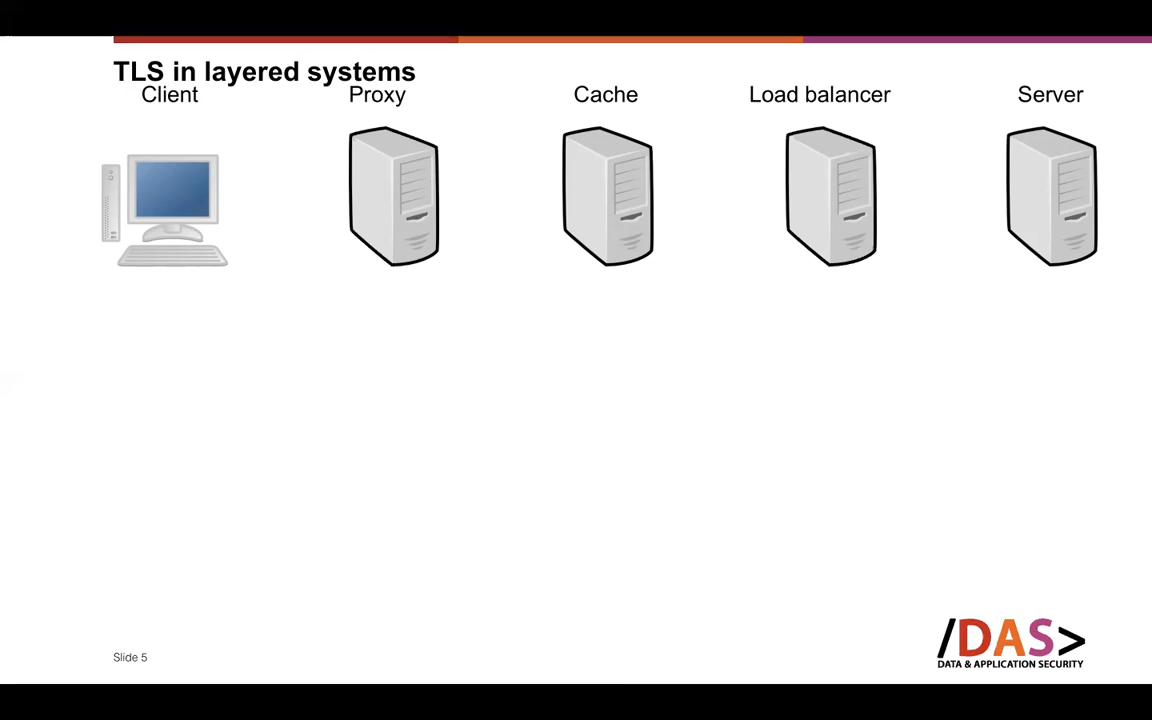 TLS in layered systems
Client Proxy Cache Load balancer Server
Slide 5
/DAS>
DATA & APPLICATION SECURITY